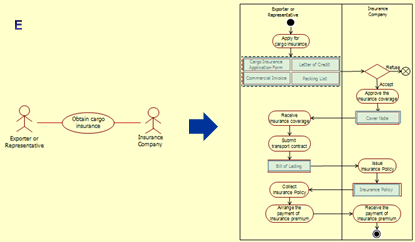 E
Exporter or
Representative
Obtain cargo
insurance
Insurance
Company
Exporter or
Representative
Insurance
Company
Apply for
cargo insurance
Cargo Insurance
Application Form
Letter of Credit
Commercial Invoice
Packing List
Refuse
Accept
Approve the
insurance coverage
Cover Note
Receive
insurance coverage
Submit
transport contract
Bill of Lading
Issue
Insurance Policy
Insurance Policy
Collect
Insurance Policy
Arrange the
payment of
insurance premium
Receive the
payment of
insurance premium